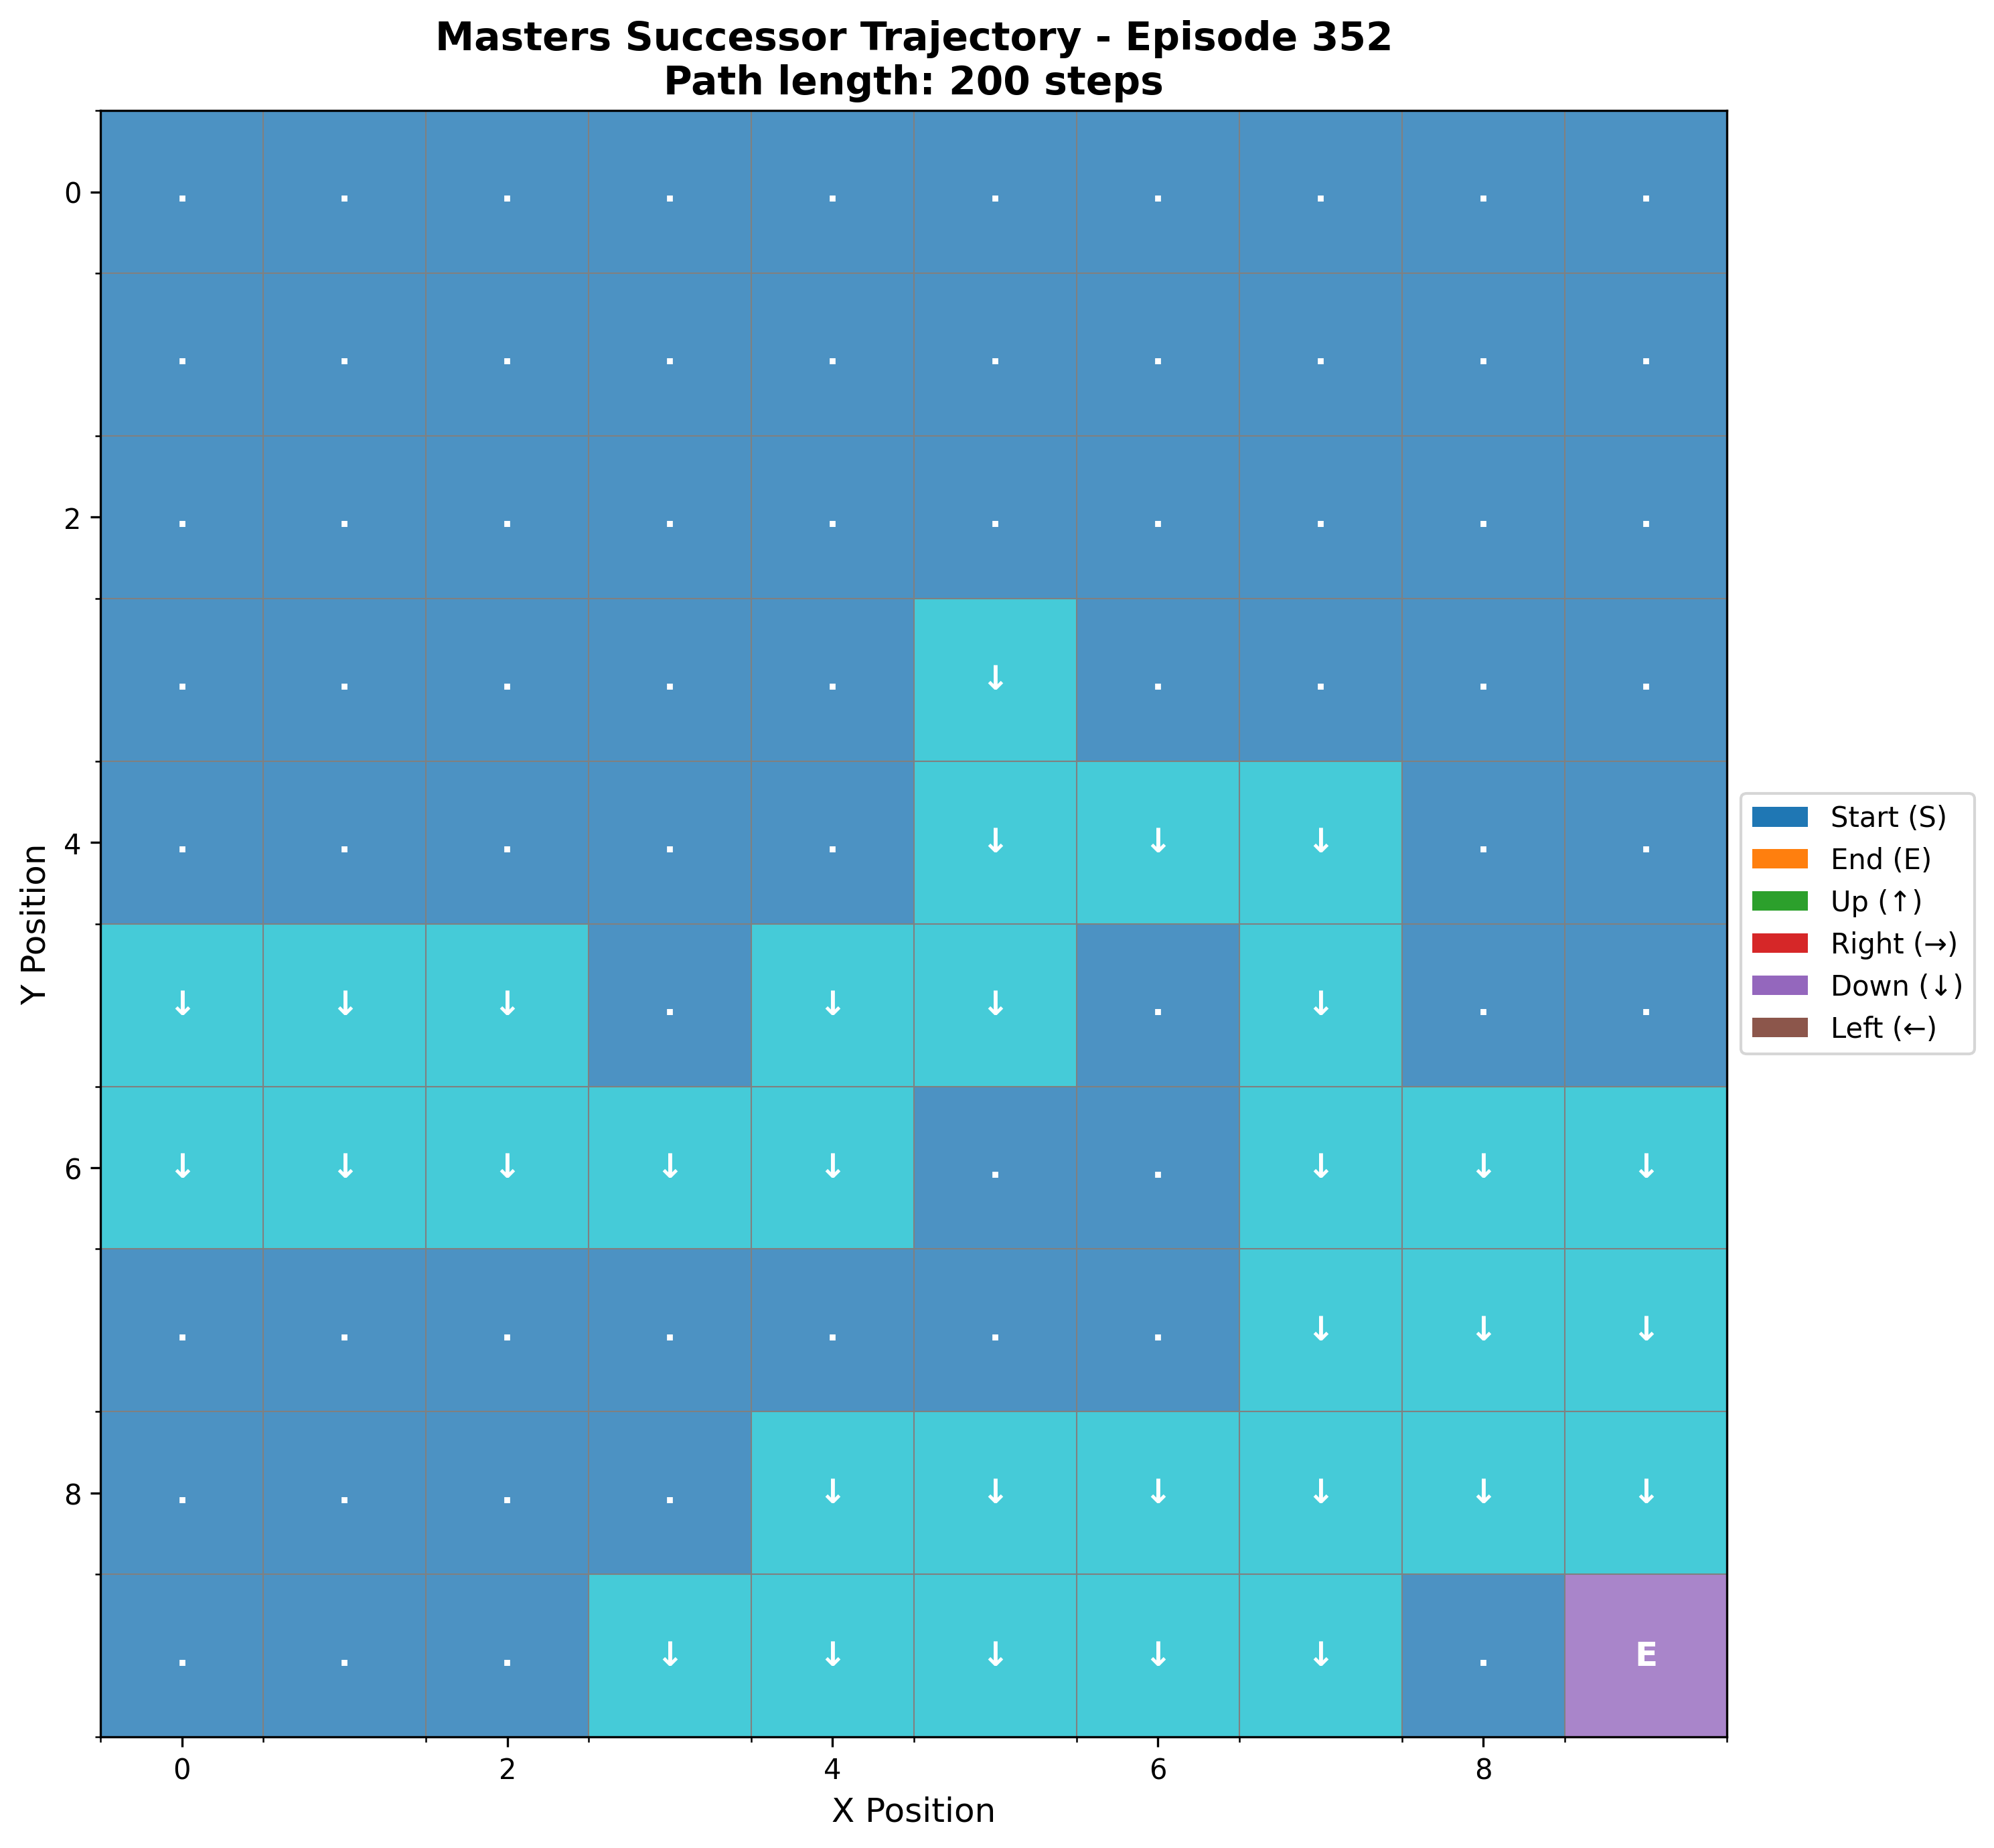 Masters Successor Trajectory - Episode 352
Path length: 200 steps
0 . . . . . . . . . .
. . . . . . . . . .
2 . . . . . . . . . .
. . . . . ↓ . . . .
4 . . . . . ↓ ↓ ↓ . .
↓ ↓ ↓ . ↓ ↓ . ↓ . .
6 ↓ ↓ ↓ ↓ ↓ . . ↓ ↓ ↓
. . . . . . . ↓ ↓ ↓
8 . . . . ↓ ↓ ↓ ↓ ↓ ↓
. . . ↓ ↓ ↓ ↓ ↓ . E
0 2 4 6 8
X Position
Y Position
Start (S)
End (E)
Up (↑)
Right (→)
Down (↓)
Left (←)